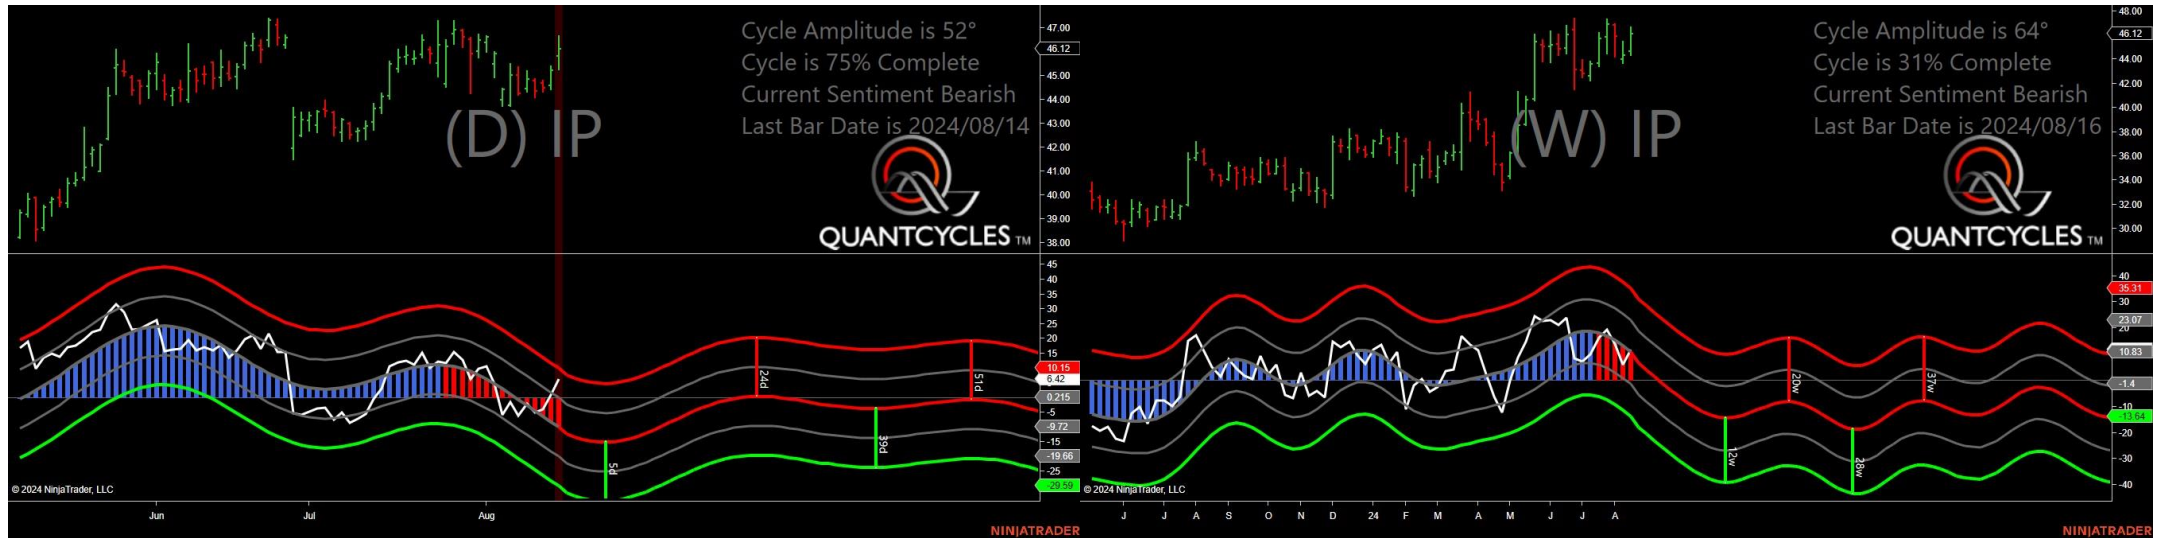 Cycle Amplitude is 52°
Cycle is 75% Complete
Current Sentiment Bearish
Last Bar Date is 2024/08/14
(D) IP
QUANTCYCLES TM
47.00
46.12
45.00
44.00
43.00
42.00
41.00
40.00
39.00
38.00
45
40
35
30
25
20
15
10.15
6.42
0.215
-5
-9.72
-15
-19.66
-25
-29.59
5d
24d
39d
51d
© 2024 NinjaTrader, LLC
Jun
Jul
Aug
NINJATRADER
Cycle Amplitude is 64°
Cycle is 31% Complete
Current Sentiment Bearish
Last Bar Date is 2024/08/16
(W) IP
QUANTCYCLES TM
48.00
46.12
44.00
42.00
40.00
38.00
36.00
34.00
32.00
30.00
40
35.31
30
23.07
20
10.83
-1.4
-10
-13.64
-20
-30
-40
12w
20w
28w
37w
© 2024 NinjaTrader, LLC
J
J
A
S
O
N
D
24
F
M
A
M
J
J
A
NINJATRADER